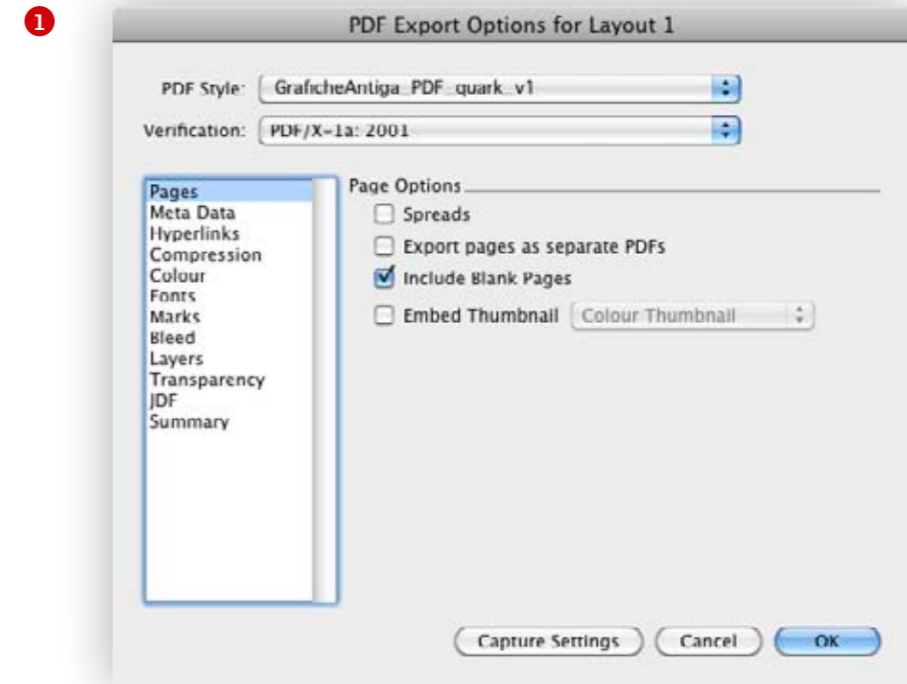 1
PDF Export Options for Layout 1
PDF Style: GraficheAntiga_PDF_quark_v1
Verification: PDF/X-1a: 2001
Pages
Meta Data
Hyperlinks
Compression
Colour
Fonts
Marks
Bleed
Layers
Transparency
JDF
Summary
Page Options
Spreads
Export pages as separate PDFs
Include Blank Pages
Embed Thumbnail Colour Thumbnail
Capture Settings Cancel OK